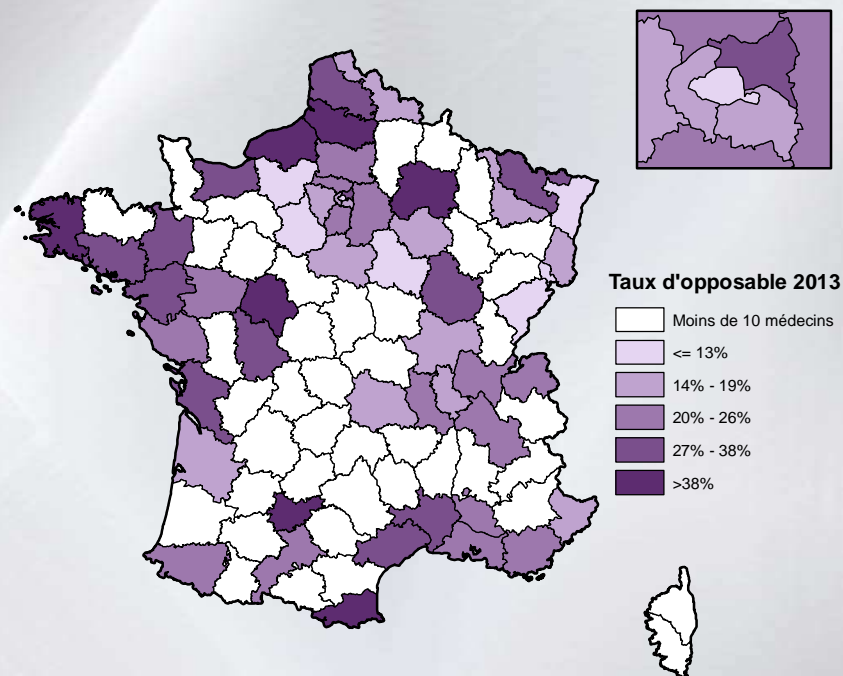 Taux d'opposable 2013
Moins de 10 médecins
<= 13%
14% - 19%
20% - 26%
27% - 38%
>38%